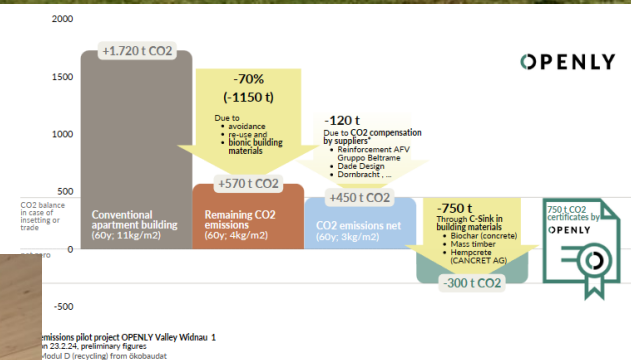 2000
+1.720 t CO2
OPENLY
1500
-70%
(-1150 t)
Due to
• avoidance
• re-use and
• bionic building
materials
-120 t
Due to CO2 compensation
by suppliers*
• Reinforcement AFV
Gruppo Beltrame
• Dade Design
• Dornbracht , ...
1000
500
+570 t CO2
+450 t CO2
CO2 balance
in case of
insetting or
trade
Conventional
apartment building
(60y; 11kg/m2)
Remaining CO2
emissions
(60y; 4kg/m2)
CO2 emissions net
(60y; 3kg/m2)
-750 t
Through C-Sink in
building materials
• Biochar (concrete)
• Mass timber
• Hempcrete
(CANCRET AG)
750 t CO2
certificates by
OPENLY
zero
0
-300 t CO2
-500
emissions pilot project OPENLY Valley Widnau 1
on 23.2.24, preliminary figures
Modul D (recycling) from ökobaudat